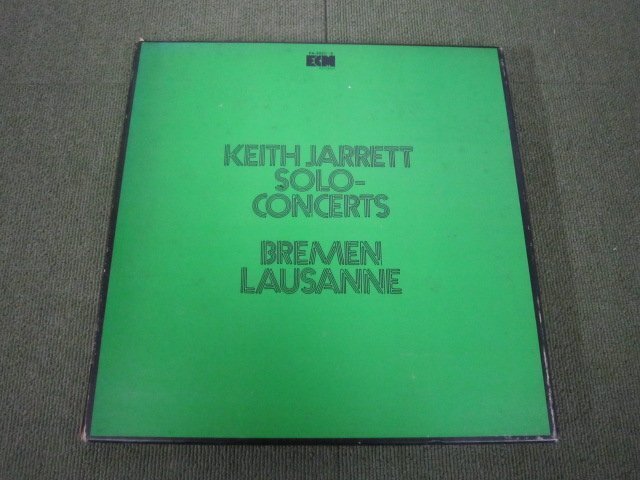 ECM
KEITH JARRETT
SOLO-
CONCERTS
BREMEN
LAUSANNE